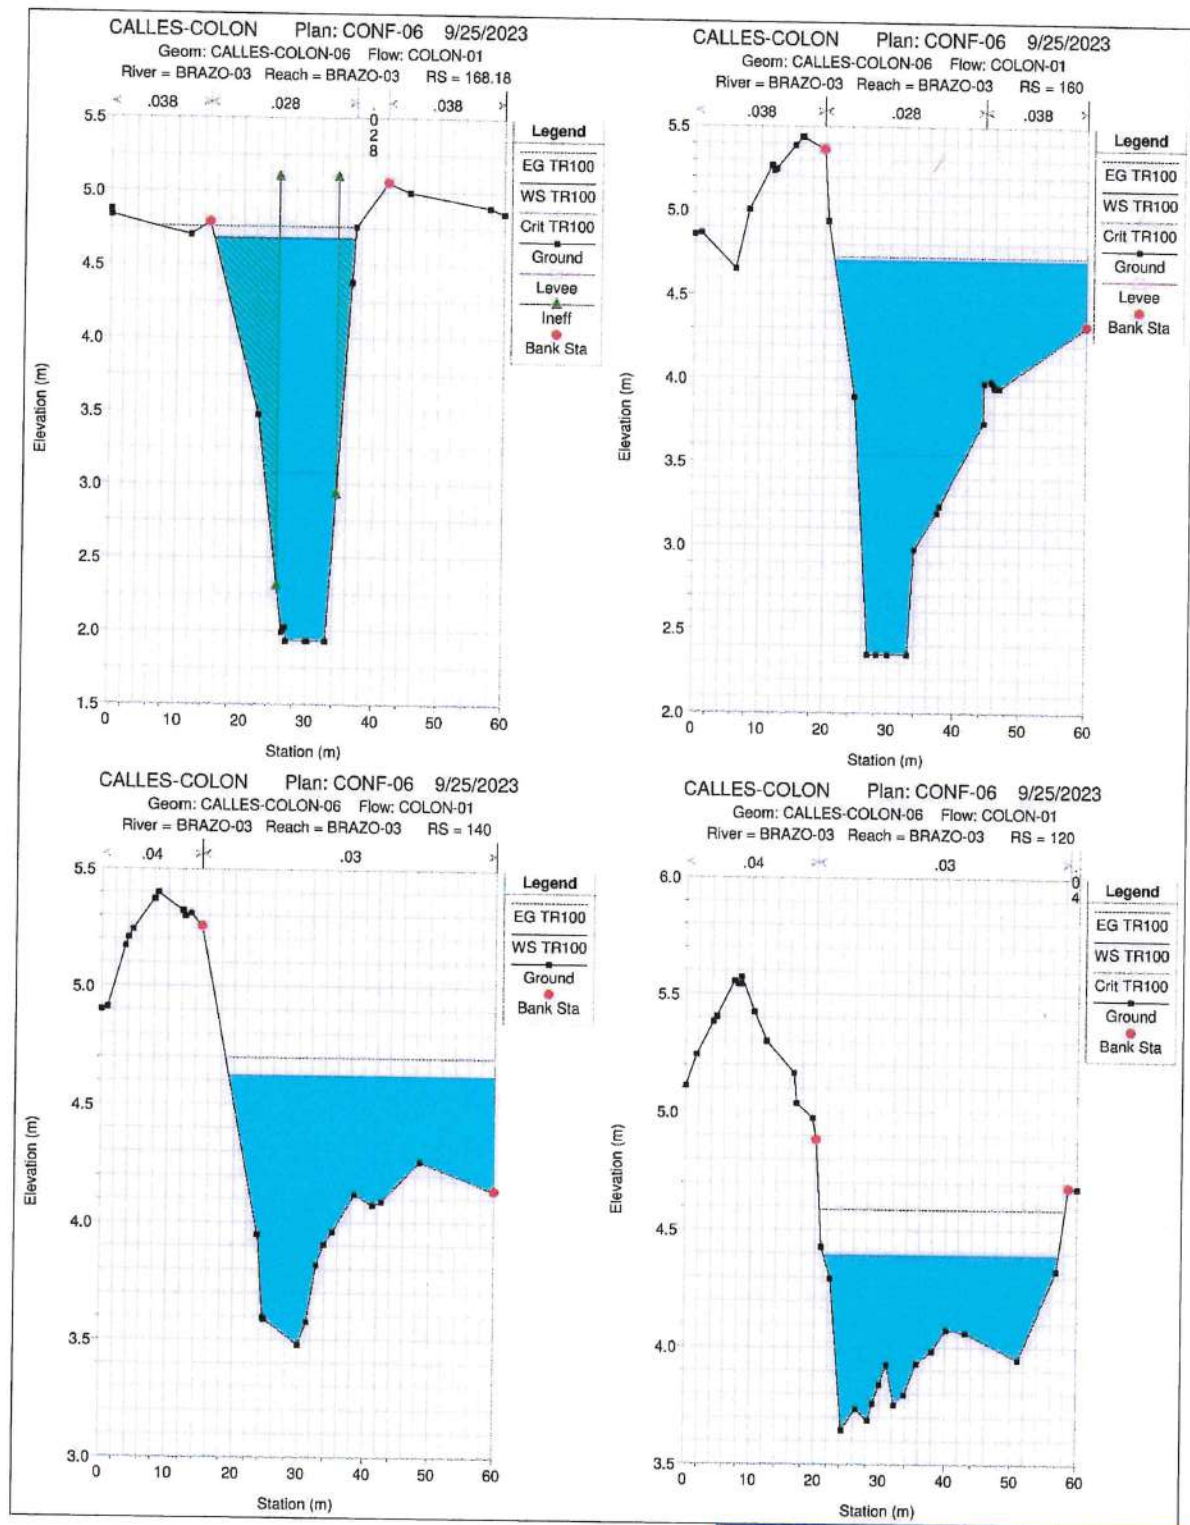 CALLES-COLON Plan: CONF-06 9/25/2023
Geom: CALLES-COLON-06 Flow: COLON-01
River = BRAZO-03 Reach = BRAZO-03 RS = 168.18
.038 .028 0 2 8 .038
Legend
EG TR100
WS TR100
Crit TR100
Ground
Levee
Ineff
Bank Sta
5.5
5.0
4.5
4.0
3.5
3.0
2.5
2.0
1.5
Elevation (m)
0 10 20 30 40 50 60
Station (m)
CALLES-COLON Plan: CONF-06 9/25/2023
Geom: CALLES-COLON-06 Flow: COLON-01
River = BRAZO-03 Reach = BRAZO-03 RS = 160
.038 .028 .038
Legend
EG TR100
WS TR100
Crit TR100
Ground
Levee
Bank Sta
5.5
5.0
4.5
4.0
3.5
3.0
2.5
2.0
Elevation (m)
0 10 20 30 40 50 60
Station (m)
CALLES-COLON Plan: CONF-06 9/25/2023
Geom: CALLES-COLON-06 Flow: COLON-01
River = BRAZO-03 Reach = BRAZO-03 RS = 140
.04 .03
Legend
EG TR100
WS TR100
Ground
Bank Sta
5.5
5.0
4.5
4.0
3.5
3.0
Elevation (m)
0 10 20 30 40 50 60
Station (m)
CALLES-COLON Plan: CONF-06 9/25/2023
Geom: CALLES-COLON-06 Flow: COLON-01
River = BRAZO-03 Reach = BRAZO-03 RS = 120
.04 .03 . 0 4
Legend
EG TR100
WS TR100
Crit TR100
Ground
Bank Sta
6.0
5.5
5.0
4.5
4.0
3.5
Elevation (m)
0 10 20 30 40 50 60
Station (m)